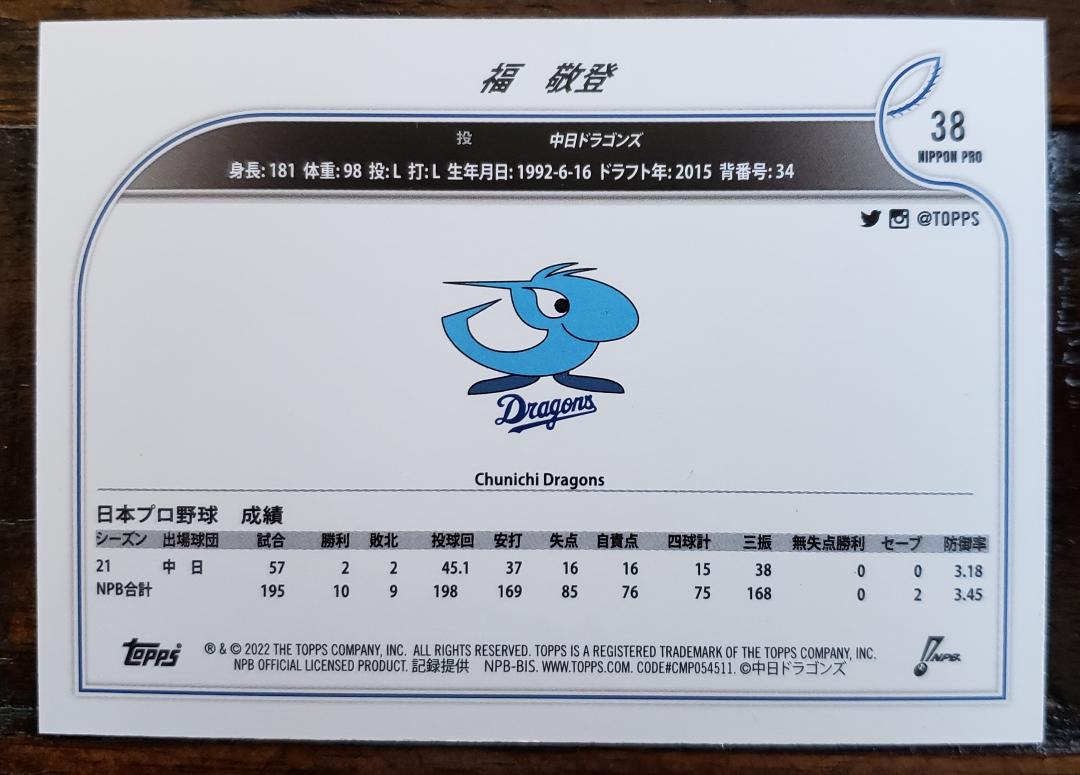 福 敬登
38
NIPPON PRO
投 中日ドラゴンズ
身長: 181 体重: 98 投: L 打: L 生年月日: 1992-6-16 ドラフト年: 2015 背番号: 34
@TOPPS
Dragons
Chunichi Dragons
日本プロ野球 成績
シーズン 出場球団 試合 勝利 敗北 投球回 安打 失点 自責点 四球計 三振 無失点勝利 セーブ 防御率
21 中 日 57 2 2 45.1 37 16 16 15 38 0 0 3.18
NPB合計 195 10 9 198 169 85 76 75 168 0 2 3.45
topps ® & © 2022 THE TOPPS COMPANY, INC. ALL RIGHTS RESERVED. TOPPS IS A REGISTERED TRADEMARK OF THE TOPPS COMPANY, INC.
NPB OFFICIAL LICENSED PRODUCT. 記録提供 NPB-BIS. WWW.TOPPS.COM. CODE#CMP054511. ©中日ドラゴンズ
NPB.